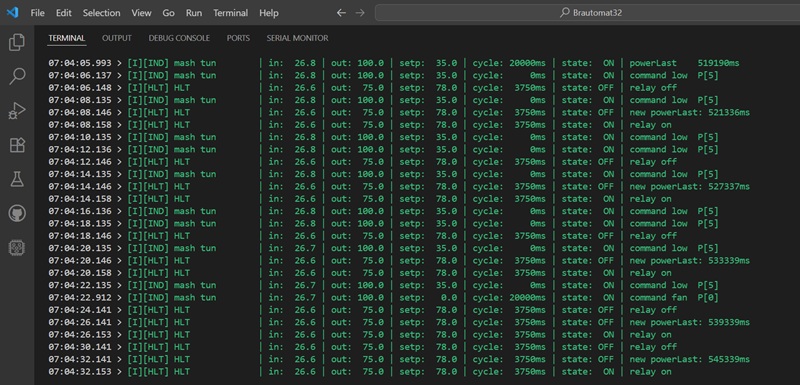 File Edit Selection View Go Run Terminal Help Brautomat32
TERMINAL OUTPUT DEBUG CONSOLE PORTS SERIAL MONITOR
07:04:05.993 > [I][IND] mash tun | in: 26.8 | out: 100.0 | setp: 35.0 | cycle: 20000ms | state: ON | powerLast 519190ms
07:04:06.137 > [I][IND] mash tun | in: 26.8 | out: 100.0 | setp: 35.0 | cycle: 0ms | state: ON | command low P[5]
07:04:06.148 > [I][HLT] HLT | in: 26.6 | out: 75.0 | setp: 78.0 | cycle: 3750ms | state: OFF | relay off
07:04:08.135 > [I][IND] mash tun | in: 26.8 | out: 100.0 | setp: 35.0 | cycle: 0ms | state: ON | command low P[5]
07:04:08.146 > [I][HLT] HLT | in: 26.6 | out: 75.0 | setp: 78.0 | cycle: 3750ms | state: OFF | new powerLast: 521336ms
07:04:08.158 > [I][HLT] HLT | in: 26.6 | out: 75.0 | setp: 78.0 | cycle: 3750ms | state: ON | relay on
07:04:10.135 > [I][IND] mash tun | in: 26.8 | out: 100.0 | setp: 35.0 | cycle: 0ms | state: ON | command low P[5]
07:04:12.136 > [I][IND] mash tun | in: 26.8 | out: 100.0 | setp: 35.0 | cycle: 0ms | state: ON | command low P[5]
07:04:12.146 > [I][HLT] HLT | in: 26.6 | out: 75.0 | setp: 78.0 | cycle: 3750ms | state: OFF | relay off
07:04:14.135 > [I][IND] mash tun | in: 26.8 | out: 100.0 | setp: 35.0 | cycle: 0ms | state: ON | command low P[5]
07:04:14.146 > [I][HLT] HLT | in: 26.6 | out: 75.0 | setp: 78.0 | cycle: 3750ms | state: OFF | new powerLast: 527337ms
07:04:14.158 > [I][HLT] HLT | in: 26.6 | out: 75.0 | setp: 78.0 | cycle: 3750ms | state: ON | relay on
07:04:16.136 > [I][IND] mash tun | in: 26.8 | out: 100.0 | setp: 35.0 | cycle: 0ms | state: ON | command low P[5]
07:04:18.135 > [I][IND] mash tun | in: 26.8 | out: 100.0 | setp: 35.0 | cycle: 0ms | state: ON | command low P[5]
07:04:18.146 > [I][HLT] HLT | in: 26.6 | out: 75.0 | setp: 78.0 | cycle: 3750ms | state: OFF | relay off
07:04:20.135 > [I][IND] mash tun | in: 26.7 | out: 100.0 | setp: 35.0 | cycle: 0ms | state: ON | command low P[5]
07:04:20.146 > [I][HLT] HLT | in: 26.6 | out: 75.0 | setp: 78.0 | cycle: 3750ms | state: OFF | new powerLast: 533339ms
07:04:20.158 > [I][HLT] HLT | in: 26.6 | out: 75.0 | setp: 78.0 | cycle: 3750ms | state: ON | relay on
07:04:22.135 > [I][IND] mash tun | in: 26.7 | out: 100.0 | setp: 35.0 | cycle: 0ms | state: ON | command low P[5]
07:04:22.912 > [I][IND] mash tun | in: 26.7 | out: 100.0 | setp: 0.0 | cycle: 20000ms | state: ON | command fan P[0]
07:04:24.141 > [I][HLT] HLT | in: 26.6 | out: 75.0 | setp: 78.0 | cycle: 3750ms | state: OFF | relay off
07:04:26.141 > [I][HLT] HLT | in: 26.6 | out: 75.0 | setp: 78.0 | cycle: 3750ms | state: OFF | new powerLast: 539339ms
07:04:26.153 > [I][HLT] HLT | in: 26.6 | out: 75.0 | setp: 78.0 | cycle: 3750ms | state: ON | relay on
07:04:30.141 > [I][HLT] HLT | in: 26.6 | out: 75.0 | setp: 78.0 | cycle: 3750ms | state: OFF | relay off
07:04:32.141 > [I][HLT] HLT | in: 26.6 | out: 75.0 | setp: 78.0 | cycle: 3750ms | state: OFF | new powerLast: 545339ms
07:04:32.153 > [I][HLT] HLT | in: 26.6 | out: 75.0 | setp: 78.0 | cycle: 3750ms | state: ON | relay on